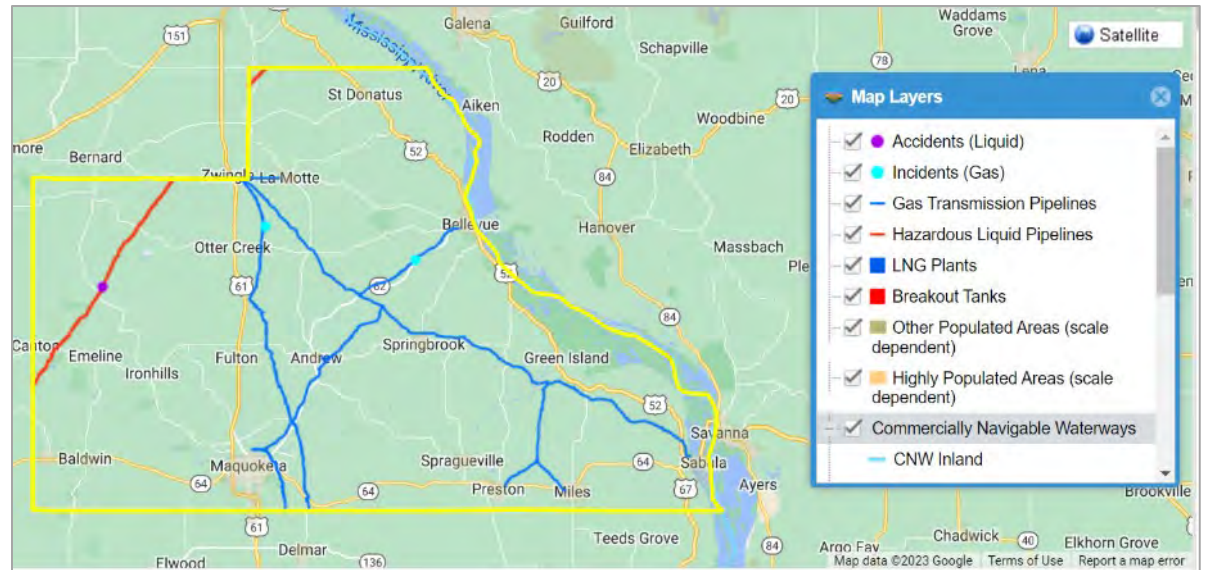 Waddams
Grove
Galena
Guilford
151
Satellite
Schapville
78
Lena
Mississippi River
20
Map Layers
St Donatus
Aiken
20
Woodbine
Accidents (Liquid)
Rodden
Elizabeth
52
more
Bernard
Incidents (Gas)
Zwingle
La Motte
84
Gas Transmission Pipelines
Bellevue
Hanover
Hazardous Liquid Pipelines
Otter Creek
Massbach
52
LNG Plants
61
62
Breakout Tanks
84
Other Populated Areas (scale
dependent)
Canton
Emeline
Fulton
Andrew
Springbrook
Green Island
Ironhills
Highly Populated Areas (scale
dependent)
52
Savanna
Commercially Navigable Waterways
Baldwin
Maquoketa
Spragueville
64
Sabula
CNW Inland
64
64
Preston
Miles
67
Ayers
Brookville
61
Teeds Grove
Chadwick
40
Elkhorn Grove
Delmar
84
Argo Fay
Elwood
136
Map data ©2023 Google
Terms of Use
Report a map error